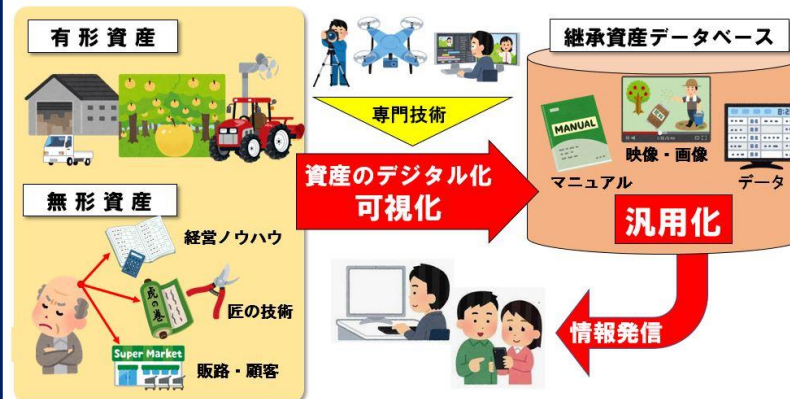 有形資産
無形資産
経営ノウハウ
虎の巻
匠の技術
Super Market
販路・顧客
専門技術
資産のデジタル化
可視化
継承資産データベース
MANUAL
マニュアル
映像・画像
データ
汎用化
情報発信